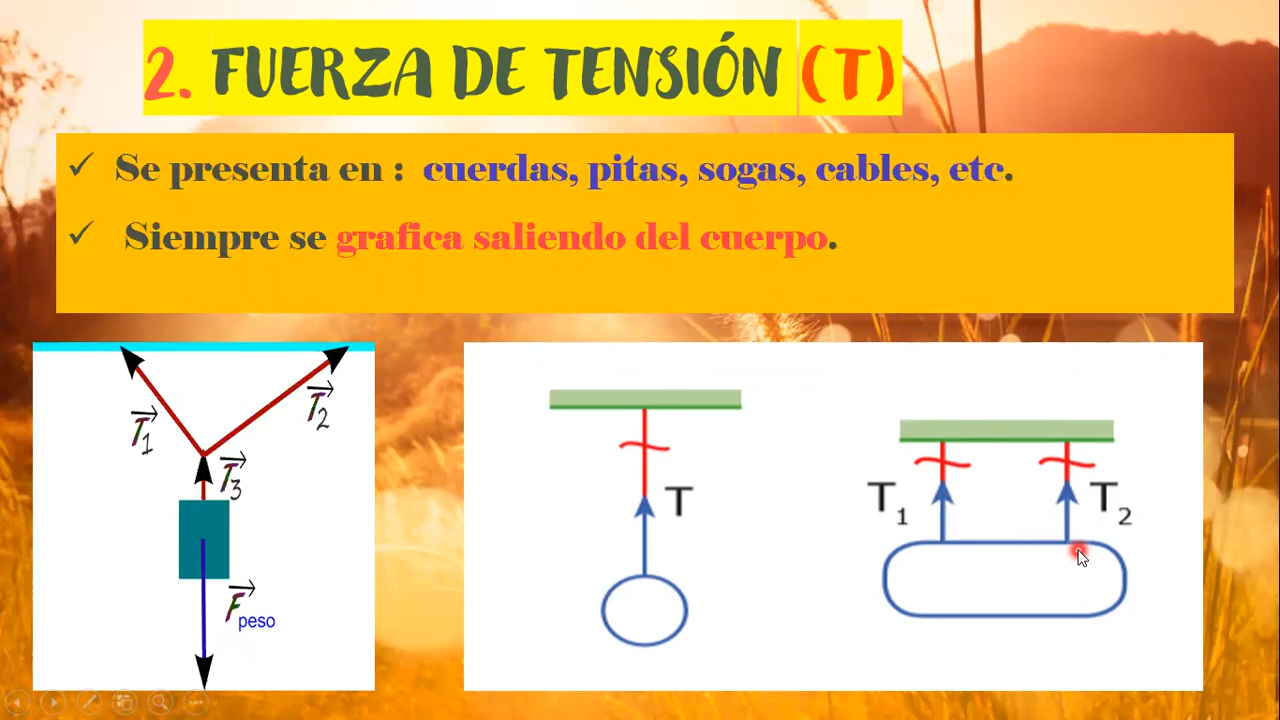 2. FUERZA DE TENSIÓN (T)
✓ Se presenta en : cuerdas, pitas, sogas, cables, etc.
✓ Siempre se grafica saliendo del cuerpo.
T1
T2
T3
Fpeso
T
T1
T2